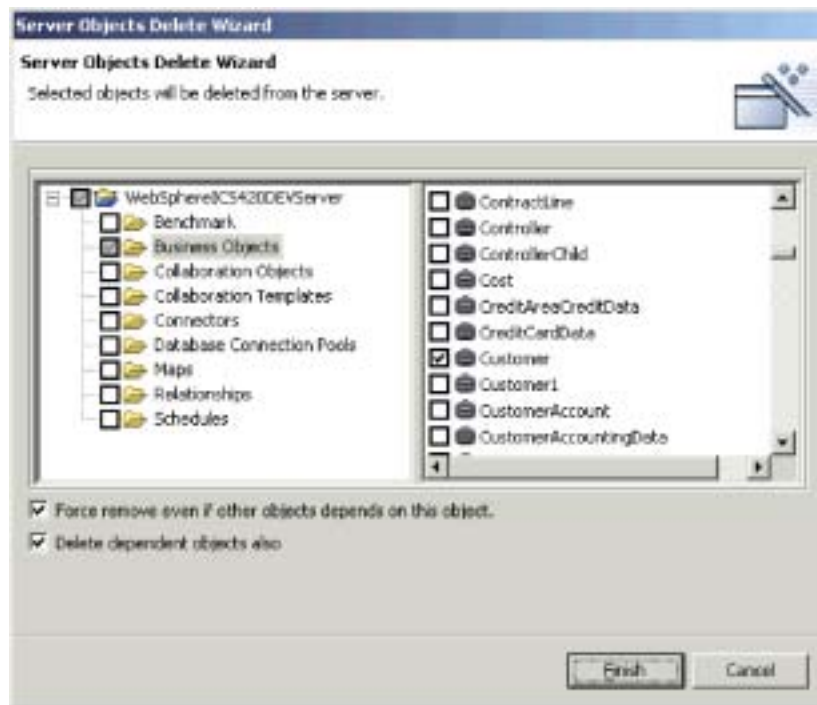 Server Objects Delete Wizard
Server Objects Delete Wizard
Selected objects will be deleted from the server.
WebSphereICS420DEVServer
Benchmark
Business Objects
Collaboration Objects
Collaboration Templates
Connectors
Database Connection Pools
Maps
Relationships
Schedules
ContractLine
Controller
ControllerChild
Cost
CreditAreaCreditData
CreditCardData
Customer
Customer1
CustomerAccount
CustomerAccountingData
Force remove even if other objects depends on this object.
Delete dependent objects also
Finish
Cancel